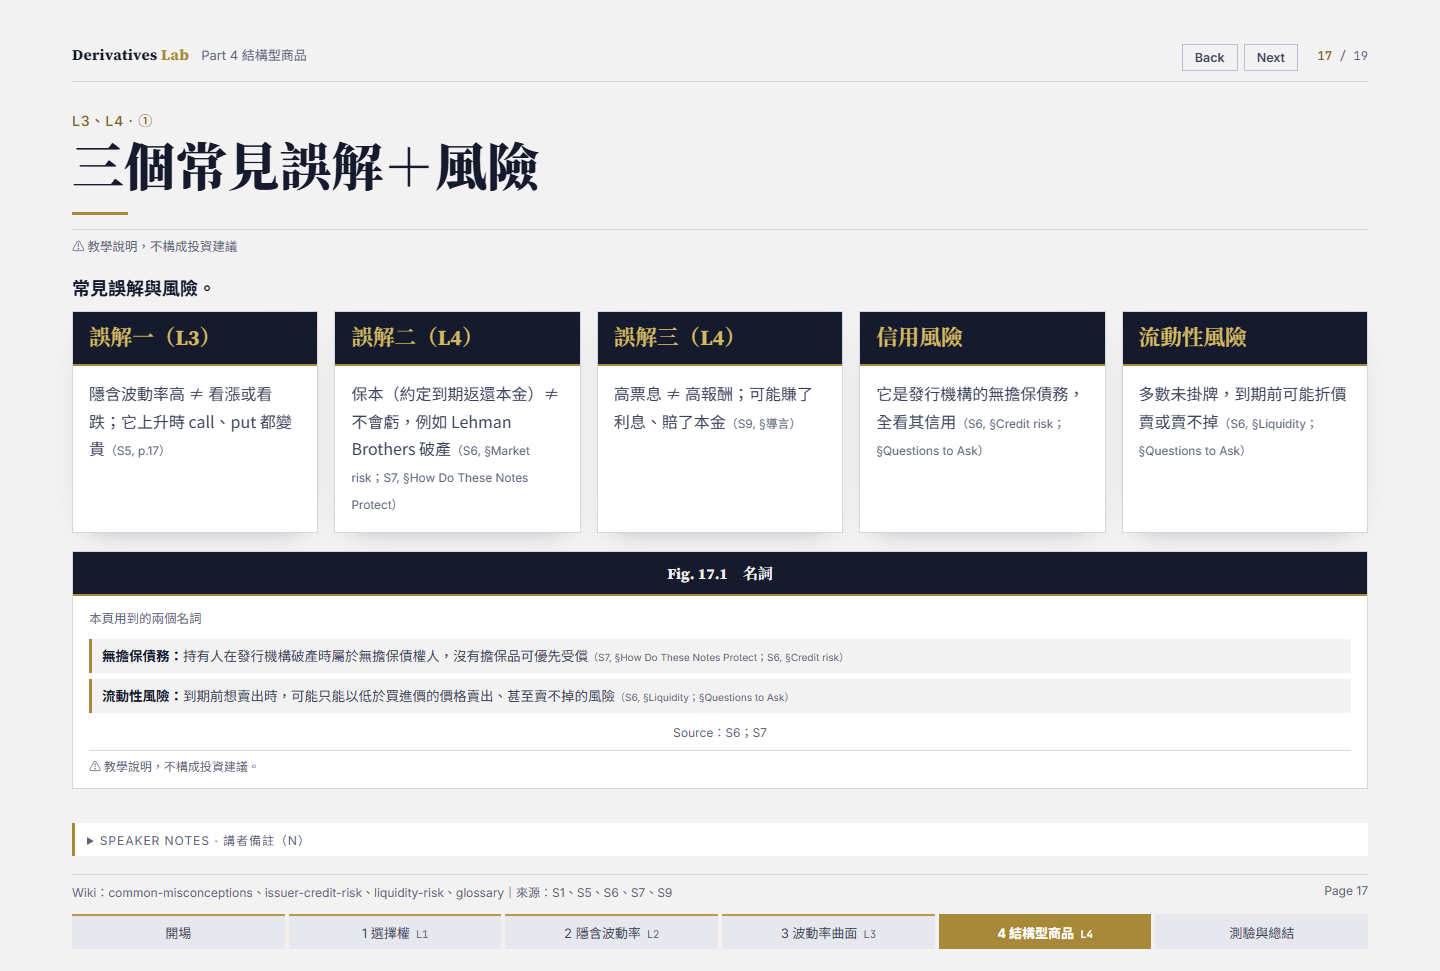 Derivatives Lab Part 4 結構型商品
Back Next 17 / 19
L3、L4 · ①
三個常見誤解＋風險
⚠ 教學說明，不構成投資建議
常見誤解與風險。
誤解一（L3）
隱含波動率高 ≠ 看漲或看
跌；它上升時 call、put 都變
貴（S5, p.17）
誤解二（L4）
保本（約定到期返還本金）≠
不會虧，例如 Lehman
Brothers 破產（S6, §Market
risk；S7, §How Do These Notes
Protect）
誤解三（L4）
高票息 ≠ 高報酬；可能賺了
利息、賠了本金（S9, §導言）
信用風險
它是發行機構的無擔保債務，
全看其信用（S6, §Credit risk；
§Questions to Ask）
流動性風險
多數未掛牌，到期前可能折價
賣或賣不掉（S6, §Liquidity；
§Questions to Ask）
Fig. 17.1　名詞
本頁用到的兩個名詞
無擔保債務：持有人在發行機構破產時屬於無擔保債權人，沒有擔保品可優先受償（S7, §How Do These Notes Protect；S6, §Credit risk）
流動性風險：到期前想賣出時，可能只能以低於買進價的價格賣出、甚至賣不掉的風險（S6, §Liquidity；§Questions to Ask）
Source：S6；S7
⚠ 教學說明，不構成投資建議。
▶ SPEAKER NOTES · 講者備註（N）
Wiki：common-misconceptions、issuer-credit-risk、liquidity-risk、glossary｜來源：S1、S5、S6、S7、S9
Page 17
開場
1 選擇權 L1
2 隱含波動率 L2
3 波動率曲面 L3
4 結構型商品 L4
測驗與總結